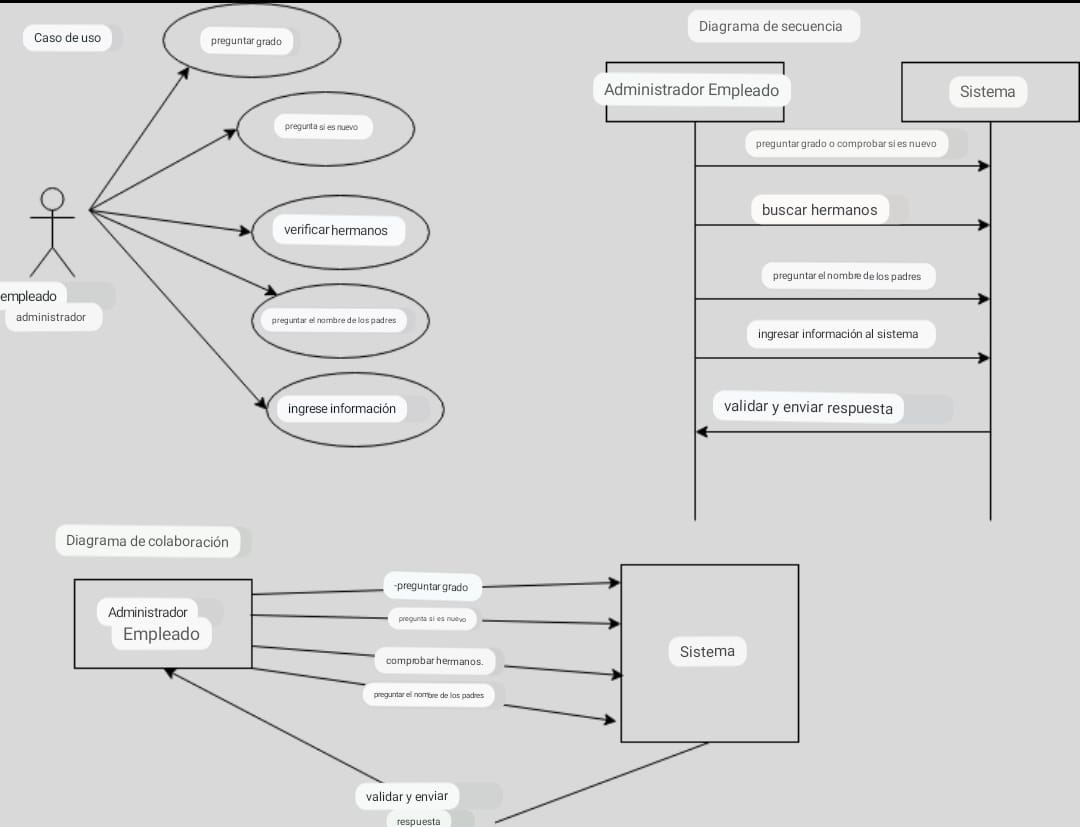 Caso de uso
preguntar grado
pregunta si es nuevo
verificar hermanos
preguntar el nombre de los padres
ingrese información
empleado
administrador
Diagrama de secuencia
Administrador Empleado
Sistema
preguntar grado o comprobar si es nuevo
buscar hermanos
preguntar el nombre de los padres
ingresar información al sistema
validar y enviar respuesta
Diagrama de colaboración
Administrador
Empleado
-preguntar grado
pregunta si es nuevo
comprobar hermanos.
preguntar el nombre de los padres
Sistema
validar y enviar
respuesta